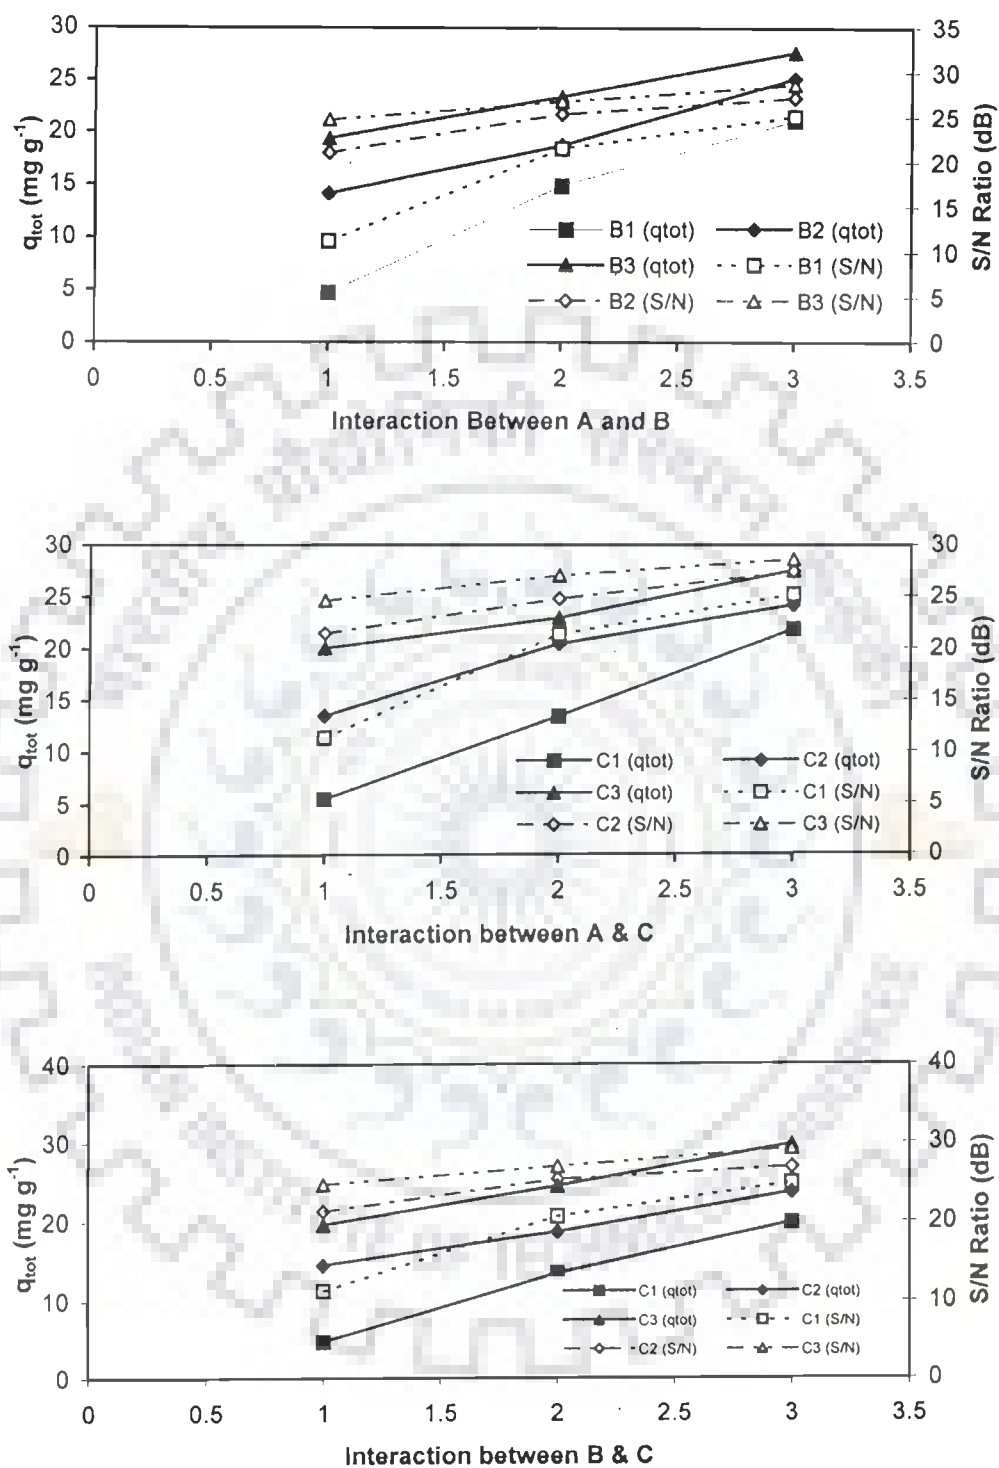 30
25
20
15
10
5
0
q_tot (mg g^-1)
35
30
25
20
15
10
5
0
S/N Ratio (dB)
B1 (qtot) B2 (qtot)
B3 (qtot) B1 (S/N)
B2 (S/N) B3 (S/N)
0 0.5 1 1.5 2 2.5 3 3.5
Interaction Between A and B
30
25
20
15
10
5
0
q_tot (mg g^-1)
30
25
20
15
10
5
0
S/N Ratio (dB)
C1 (qtot) C2 (qtot)
C3 (qtot) C1 (S/N)
C2 (S/N) C3 (S/N)
0 0.5 1 1.5 2 2.5 3 3.5
Interaction between A & C
40
30
20
10
0
q_tot (mg g^-1)
40
30
20
10
0
S/N Ratio (dB)
C1 (qtot) C2 (qtot)
C3 (qtot) C1 (S/N)
C2 (S/N) C3 (S/N)
0 0.5 1 1.5 2 2.5 3 3.5
Interaction between B & C